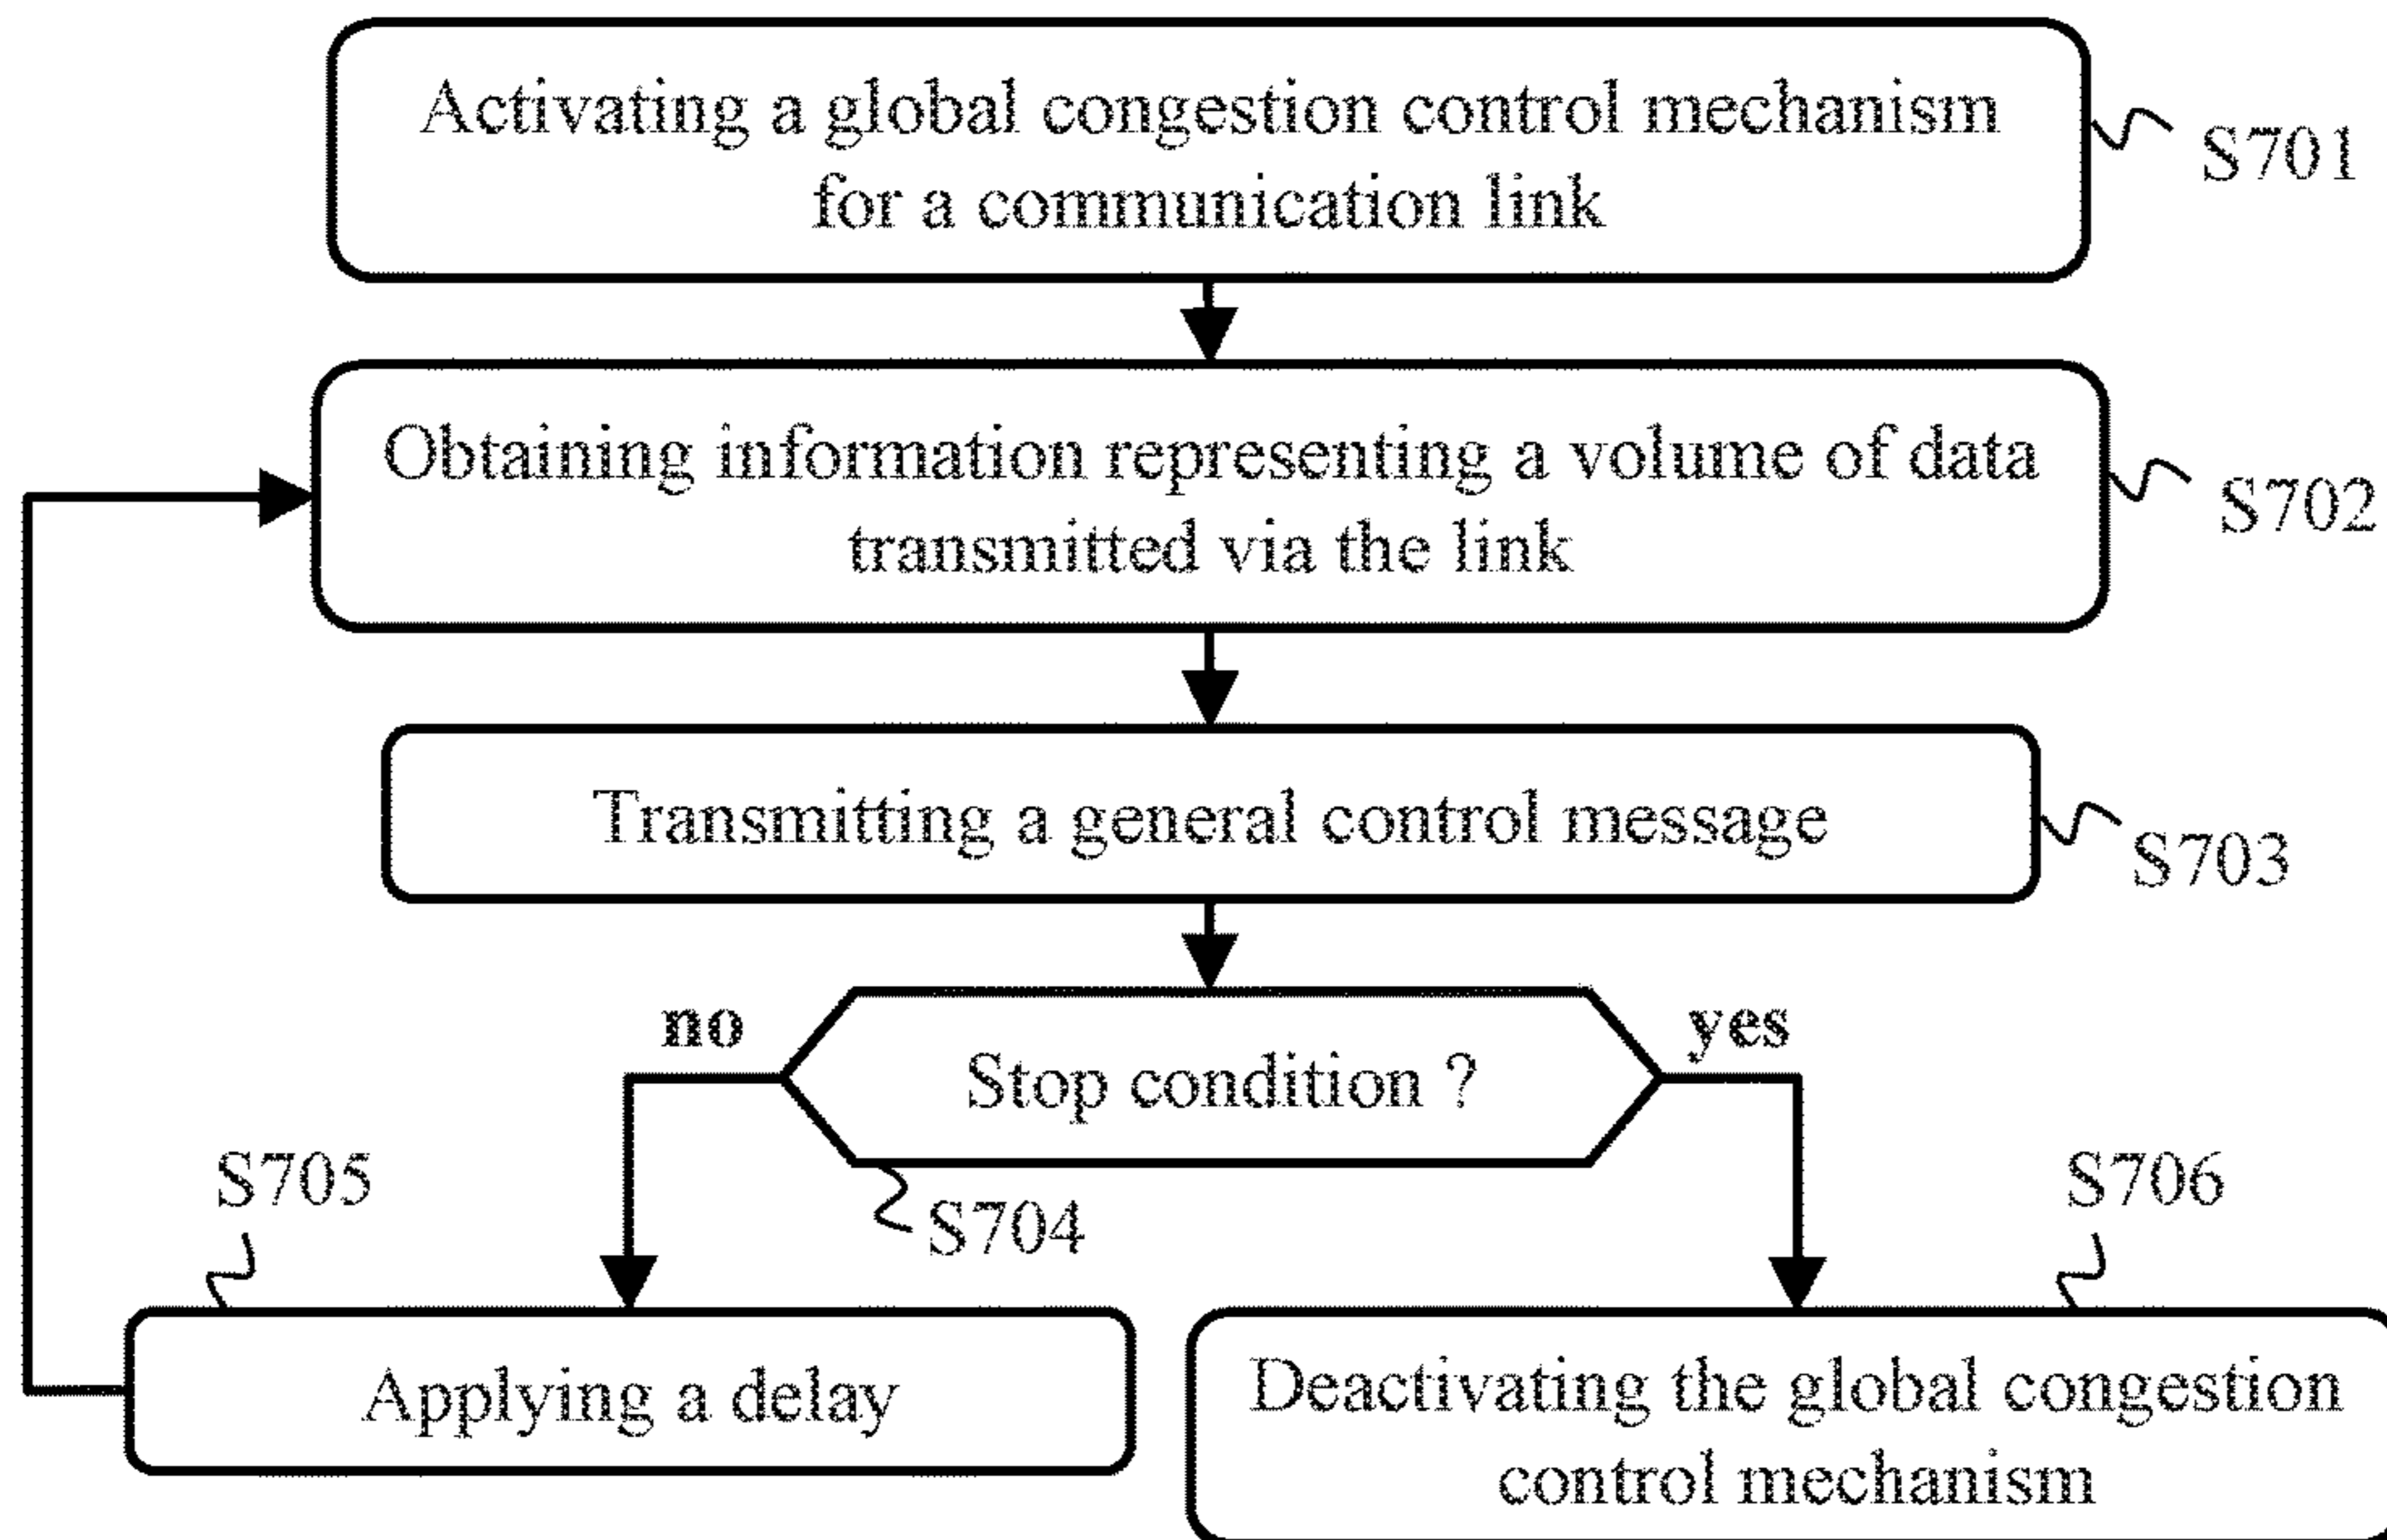 Activating a global congestion control mechanism
for a communication link
S701
Obtaining information representing a volume of data
transmitted via the link
S702
Transmitting a general control message
S703
no
yes
Stop condition ?
S704
S705
S706
Applying a delay
Deactivating the global congestion
control mechanism